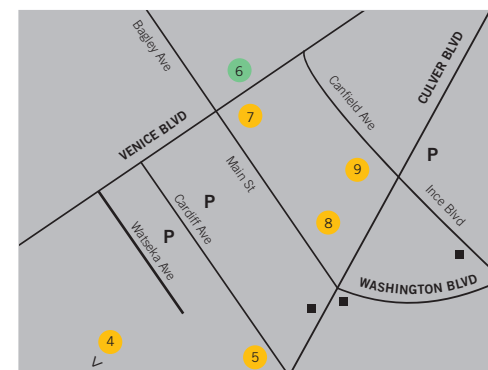 Bagley Ave
CULVER BLVD
6
Canfield Ave
7
VENICE BLVD
P
Main St
9
Ince Blvd
P
Cardiff Ave
8
P
Watseka Ave
WASHINGTON BLVD
4
5